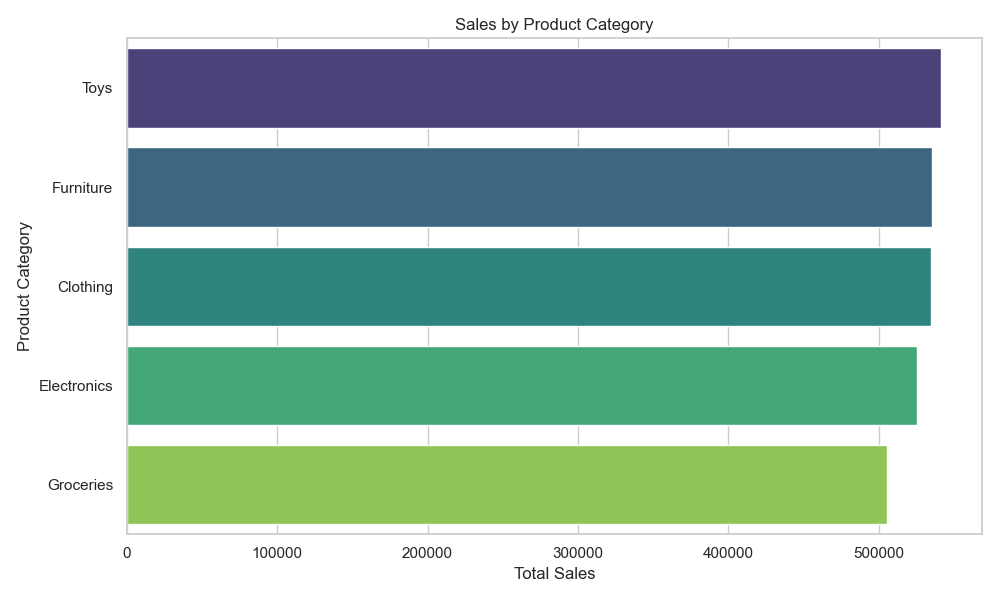 Sales by Product Category
Product Category
Toys
Furniture
Clothing
Electronics
Groceries
0 100000 200000 300000 400000 500000
Total Sales